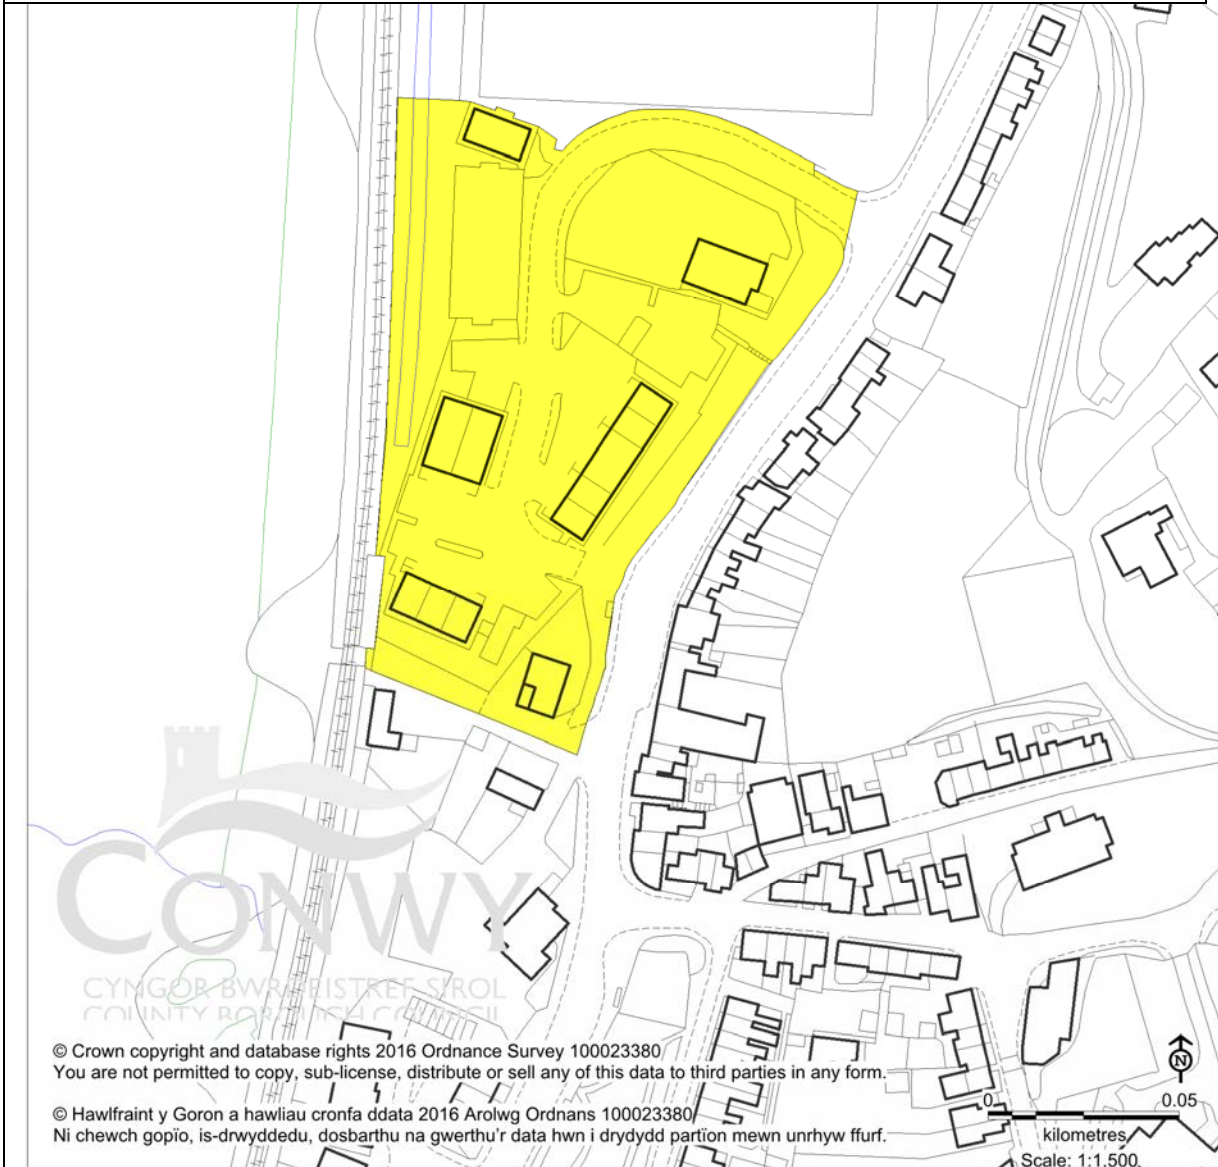 CONWY
CYNGOR BWRDEISTREF SIROL
COUNTY BOROUGH COUNCIL
© Crown copyright and database rights 2016 Ordnance Survey 100023380
You are not permitted to copy, sub-license, distribute or sell any of this data to third parties in any form.
© Hawlfraint y Goron a hawliau cronfa ddata 2016 Arolwg Ordnans 100023380
Ni chewch gopïo, is-drwyddedu, dosbarthu na gwerthu'r data hwn i drydydd partïon mewn unrhyw ffurf.
N
0 0.05
kilometres
Scale: 1:1,500